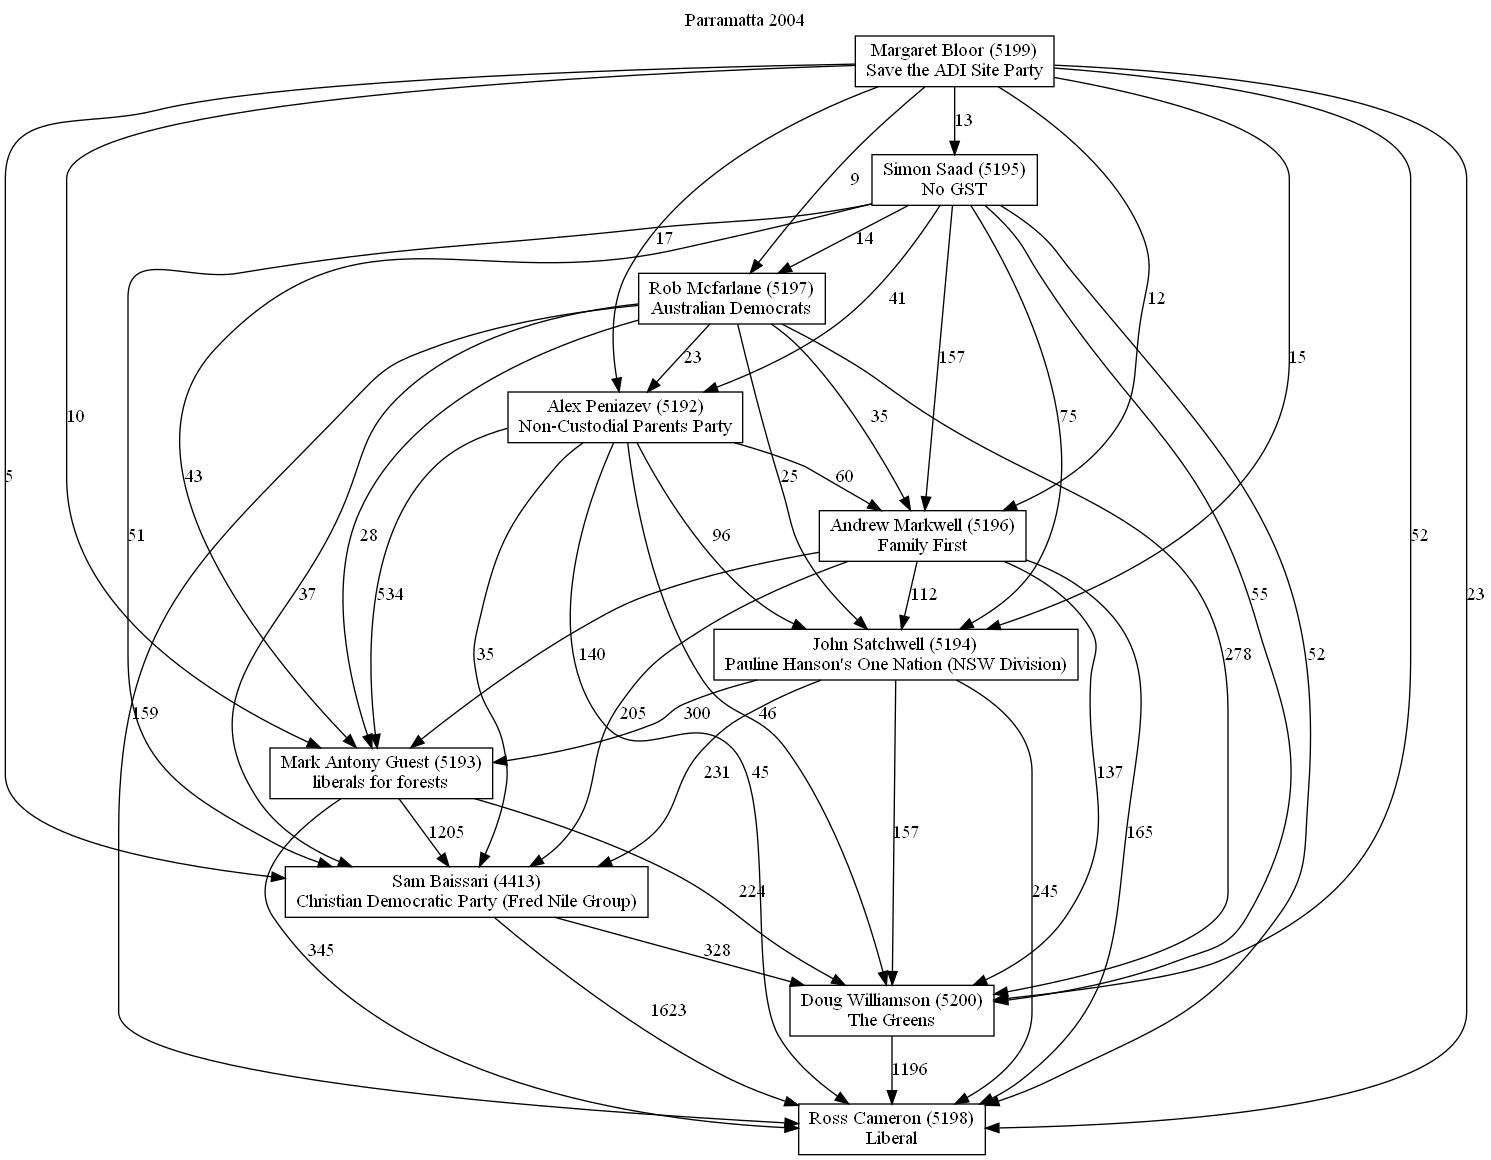 Parramatta 2004
Margaret Bloor (5199)
Save the ADI Site Party
13
Simon Saad (5195)
No GST
9
17
14
Rob Mcfarlane (5197)
Australian Democrats
41
12
23
157
15
Alex Peniazev (5192)
Non-Custodial Parents Party
10
35
75
5
43
25
60
Andrew Markwell (5196)
Family First
51
28
96
52
37
534
112
55
23
John Satchwell (5194)
Pauline Hanson's One Nation (NSW Division)
35
140
278
52
159
205
300
46
Mark Antony Guest (5193)
liberals for forests
231
45
137
1205
157
165
Sam Baissari (4413)
Christian Democratic Party (Fred Nile Group)
224
245
345
328
Doug Williamson (5200)
The Greens
1623
1196
Ross Cameron (5198)
Liberal